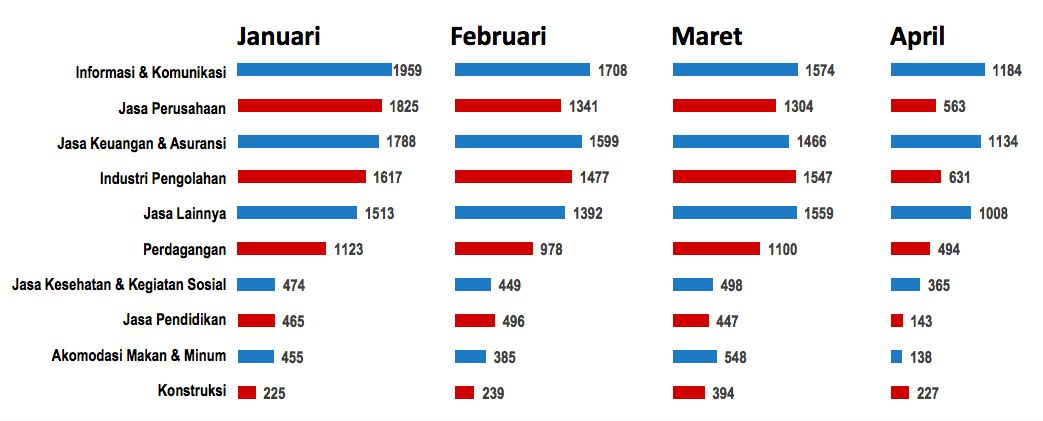 Januari Februari Maret April
Informasi & Komunikasi 1959 1708 1574 1184
Jasa Perusahaan 1825 1341 1304 563
Jasa Keuangan & Asuransi 1788 1599 1466 1134
Industri Pengolahan 1617 1477 1547 631
Jasa Lainnya 1513 1392 1559 1008
Perdagangan 1123 978 1100 494
Jasa Kesehatan & Kegiatan Sosial 474 449 498 365
Jasa Pendidikan 465 496 447 143
Akomodasi Makan & Minum 455 385 548 138
Konstruksi 225 239 394 227